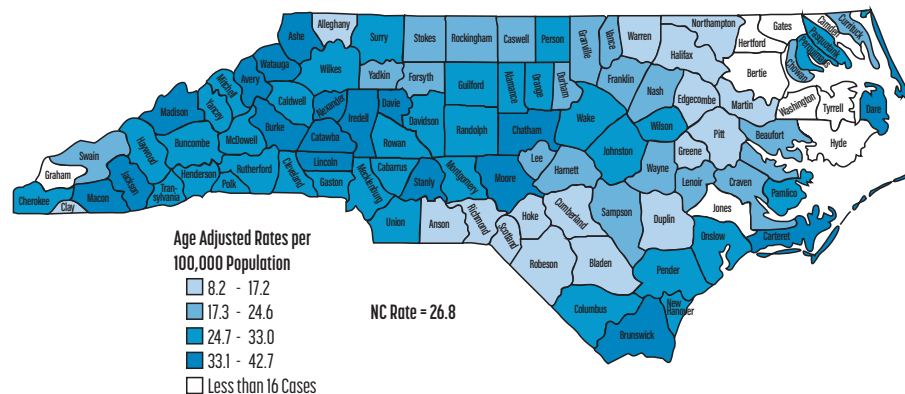 Alleghany
Northampton
Gates
Camden
Currituck
Ashe
Surry
Stokes
Rockingham
Caswell
Person
Granville
Vance
Warren
Hertford
Pasquotank
Perquimans
Halifax
Watauga
Wilkes
Yadkin
Forsyth
Guilford
Alamance
Orange
Durham
Franklin
Bertie
Chowan
Mitchell
Avery
Nash
Edgecombe
Martin
Washington
Tyrrell
Dare
Madison
Yancey
Caldwell
Alexander
Iredell
Davie
Davidson
Randolph
Chatham
Wake
Wilson
Pitt
Beaufort
Hyde
Haywood
Buncombe
McDowell
Burke
Catawba
Rowan
Lee
Johnston
Greene
Swain
Graham
Jackson
Henderson
Rutherford
Polk
Cleveland
Lincoln
Gaston
Mecklenburg
Cabarrus
Stanly
Montgomery
Moore
Harnett
Wayne
Lenoir
Craven
Pamlico
Cherokee
Clay
Macon
Tran-
sylvania
Union
Anson
Richmond
Scotland
Hoke
Cumberland
Sampson
Duplin
Jones
Onslow
Carteret
Robeson
Bladen
Pender
Columbus
New
Hanover
Brunswick
Age Adjusted Rates per
100,000 Population
8.2 - 17.2
17.3 - 24.6
24.7 - 33.0
33.1 - 42.7
Less than 16 Cases
NC Rate = 26.8